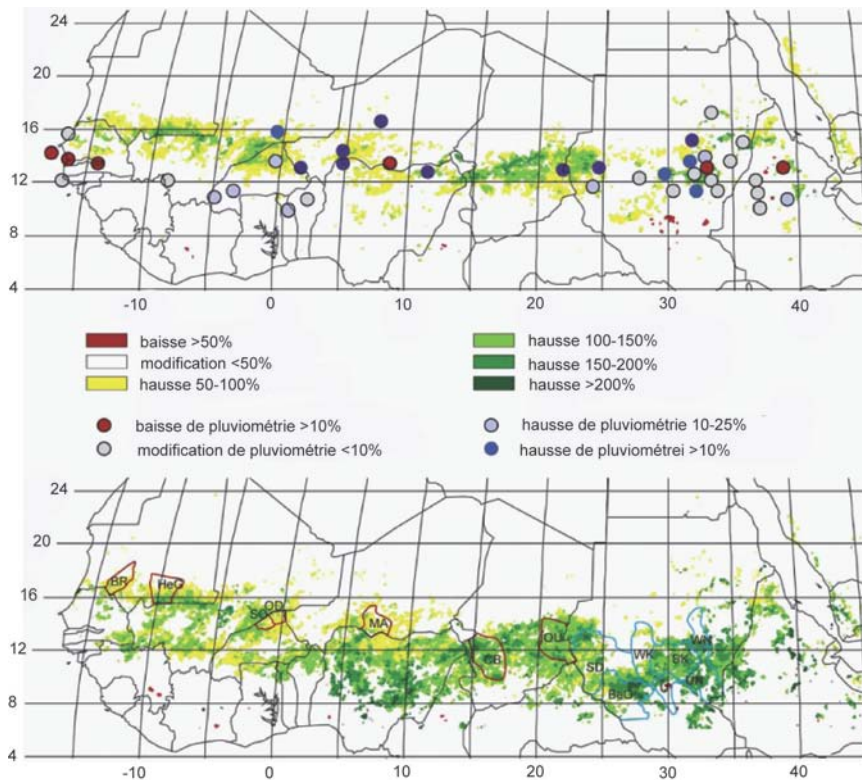 24
20
16
12
8
4
-10 0 10 20 30 40
baisse >50%
modification <50%
hausse 50-100%
hausse 100-150%
hausse 150-200%
hausse >200%
baisse de pluviométrie >10%
modification de pluviométrie <10%
hausse de pluviométrie 10-25%
hausse de pluviométrei >10%
24
20
16
12
8
4
BR
HeG
OD
MA
CB
OU
SD
WK
WN
SK
-10 0 10 20 30 40